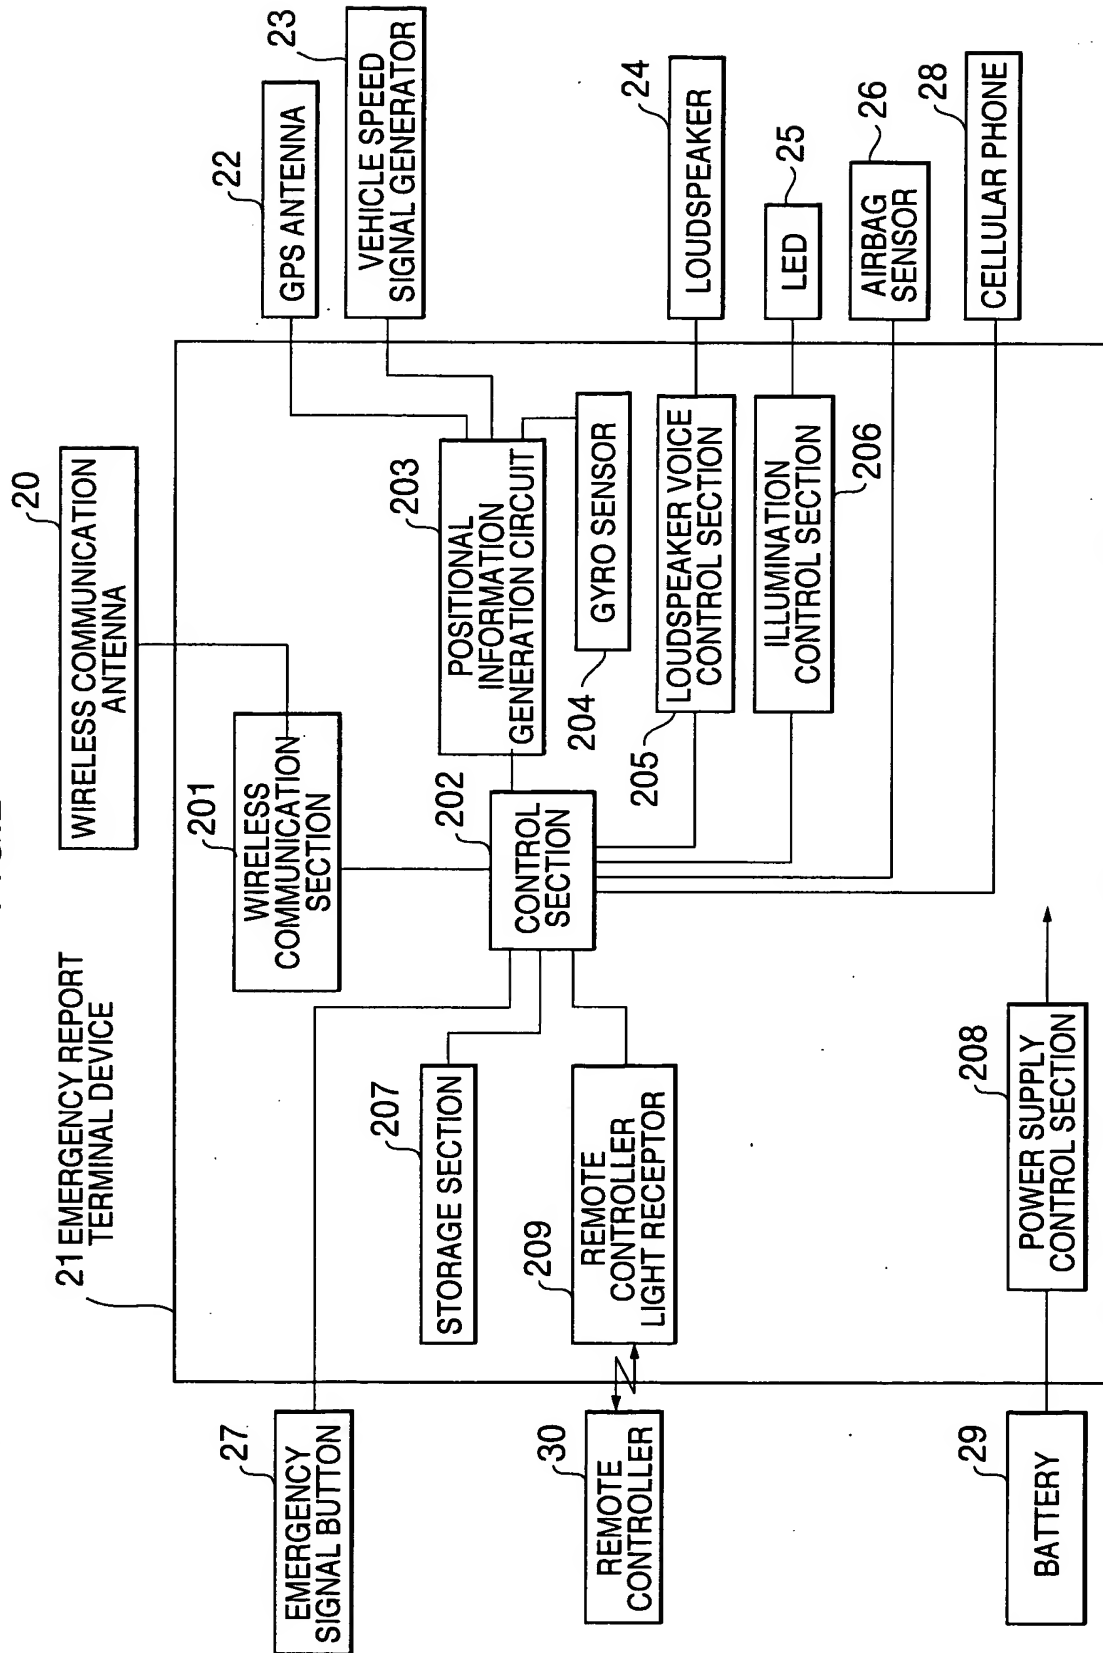 20
WIRELESS COMMUNICATION
ANTENNA
21 EMERGENCY REPORT
TERMINAL DEVICE
27
EMERGENCY
SIGNAL BUTTON
201
WIRELESS
COMMUNICATION
SECTION
22
GPS ANTENNA
23
VEHICLE SPEED
SIGNAL GENERATOR
207
STORAGE SECTION
202
CONTROL
SECTION
203
POSITIONAL
INFORMATION
GENERATION CIRCUIT
204
GYRO SENSOR
30
REMOTE
CONTROLLER
209
REMOTE
CONTROLLER
LIGHT RECEPTOR
205
LOUDSPEAKER VOICE
CONTROL SECTION
24
LOUDSPEAKER
ILLUMINATION
CONTROL SECTION
206
25
LED
26
AIRBAG
SENSOR
28
CELLULAR PHONE
29
BATTERY
208
POWER SUPPLY
CONTROL SECTION